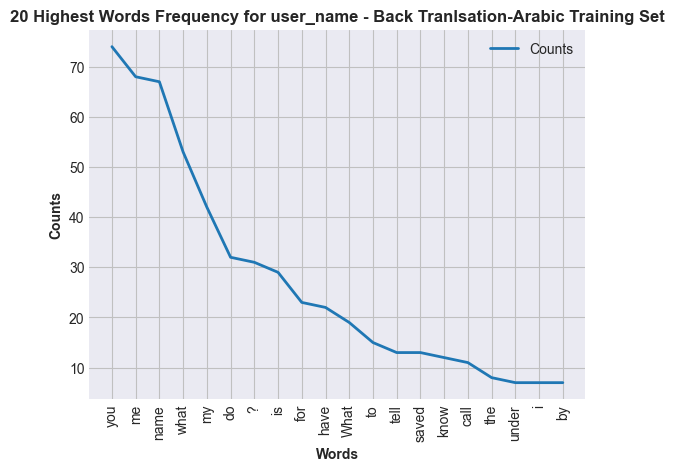 20 Highest Words Frequency for user_name - Back Tranlsation-Arabic Training Set
Counts
70
60
50
40
30
20
10
Counts
you
me
name
what
my
do
?
is
for
have
What
to
tell
saved
know
call
the
under
i
by
Words